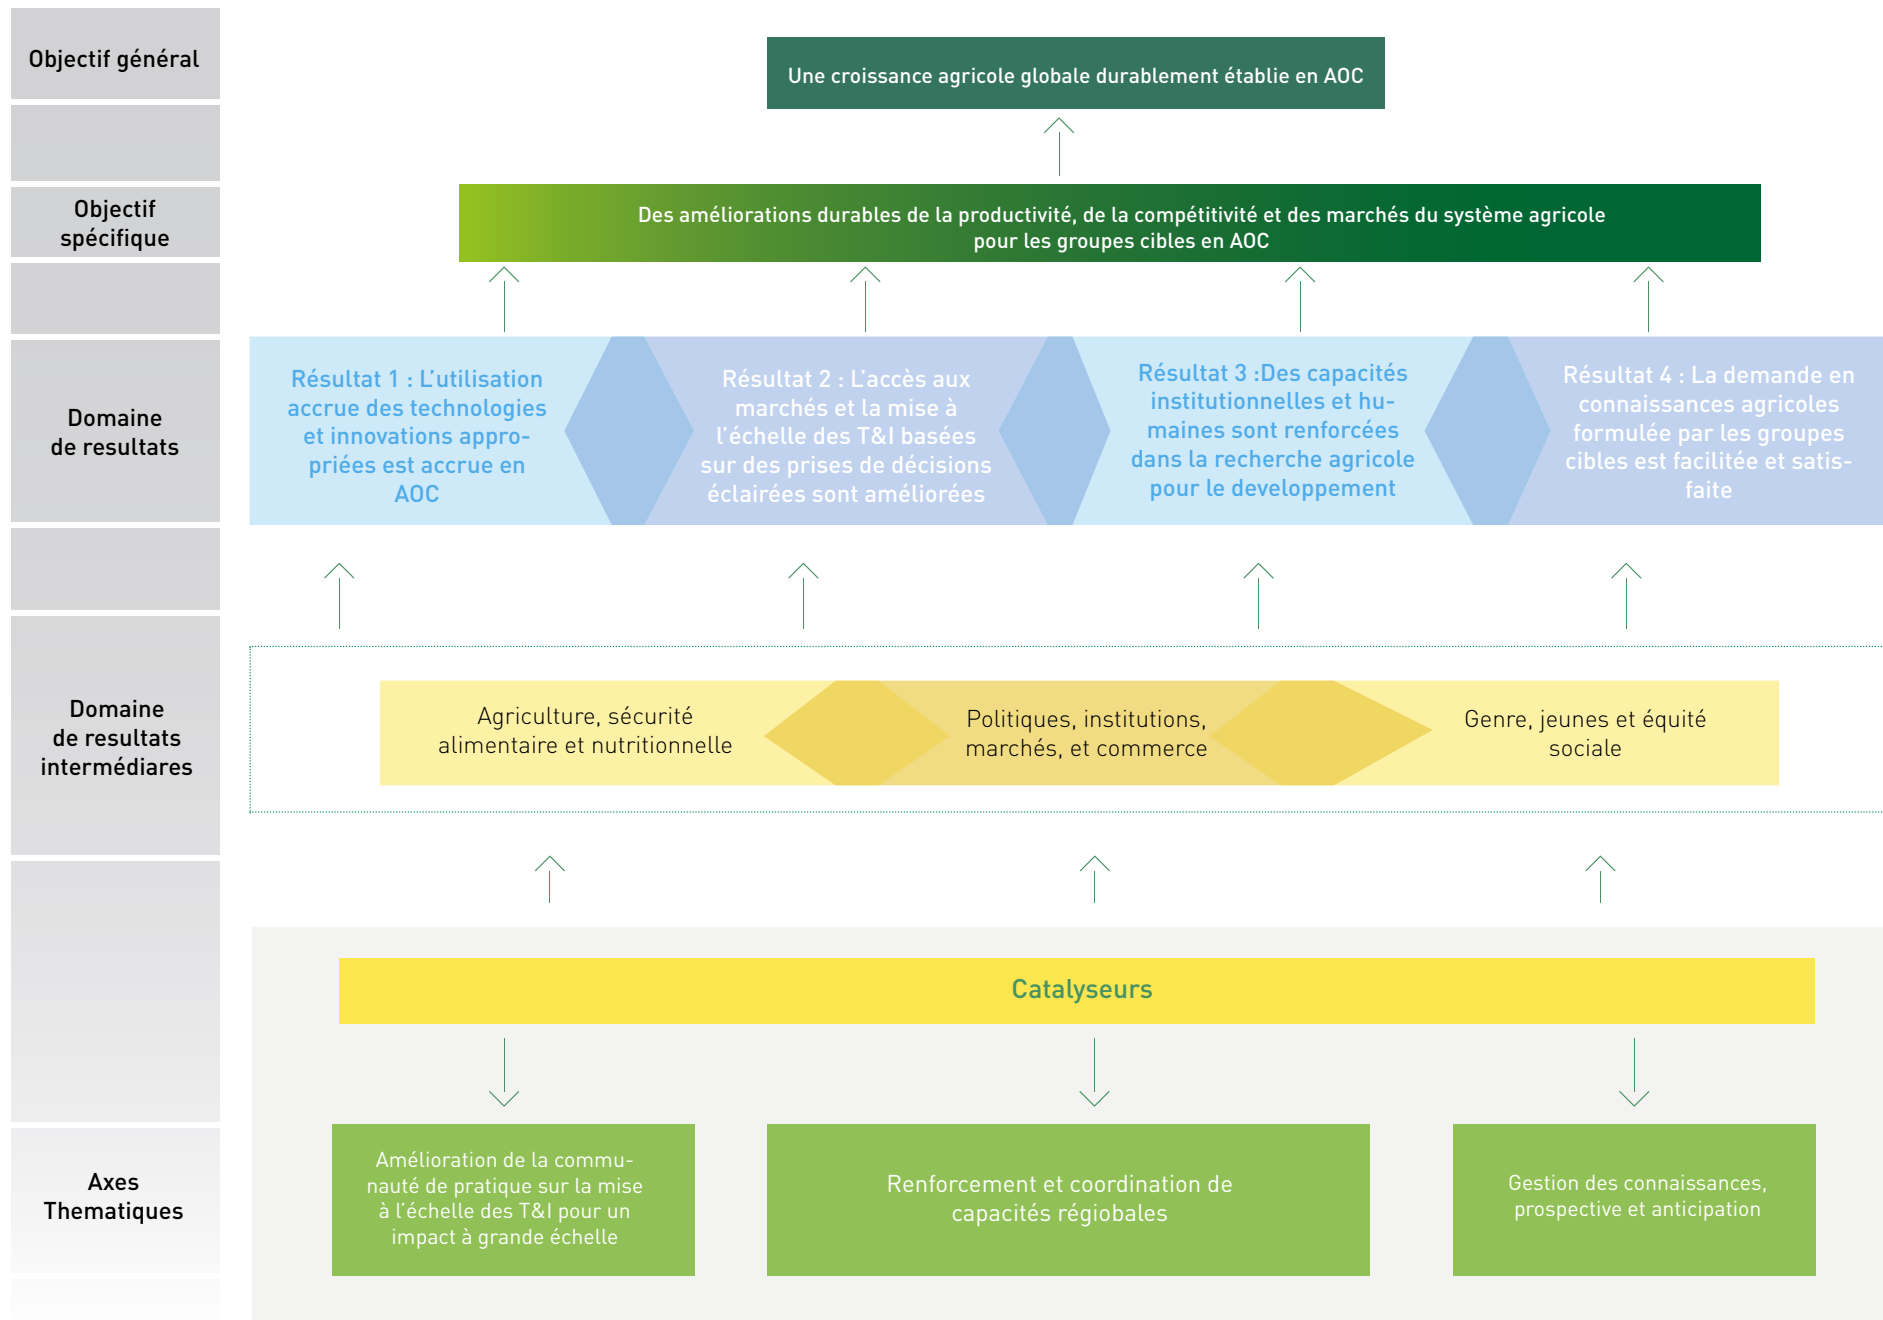 Objectif général
Une croissance agricole globale durablement établie en AOC
Objectif
spécifique
Des améliorations durables de la productivité, de la compétitivité et des marchés du système agricole
pour les groupes cibles en AOC
Domaine
de resultats
Résultat 1 : L’utilisation
accrue des technologies
et innovations appro-
priées est accrue en
AOC
Résultat 2 : L’accès aux
marchés et la mise à
l’échelle des T&I basées
sur des prises de décisions
éclairées sont améliorées
Résultat 3 :Des capacités
institutionnelles et hu-
maines sont renforcées
dans la recherche agricole
pour le developpement
Résultat 4 : La demande en
connaissances agricoles
formulée par les groupes
cibles est facilitée et satis-
faite
Domaine
de resultats
intermédiares
Agriculture, sécurité
alimentaire et nutritionnelle
Politiques, institutions,
marchés, et commerce
Genre, jeunes et équité
sociale
Catalyseurs
Axes
Thematiques
Amélioration de la commu-
nauté de pratique sur la mise
à l’échelle des T&I pour un
impact à grande échelle
Renforcement et coordination de
capacités régiobales
Gestion des connaissances,
prospective et anticipation